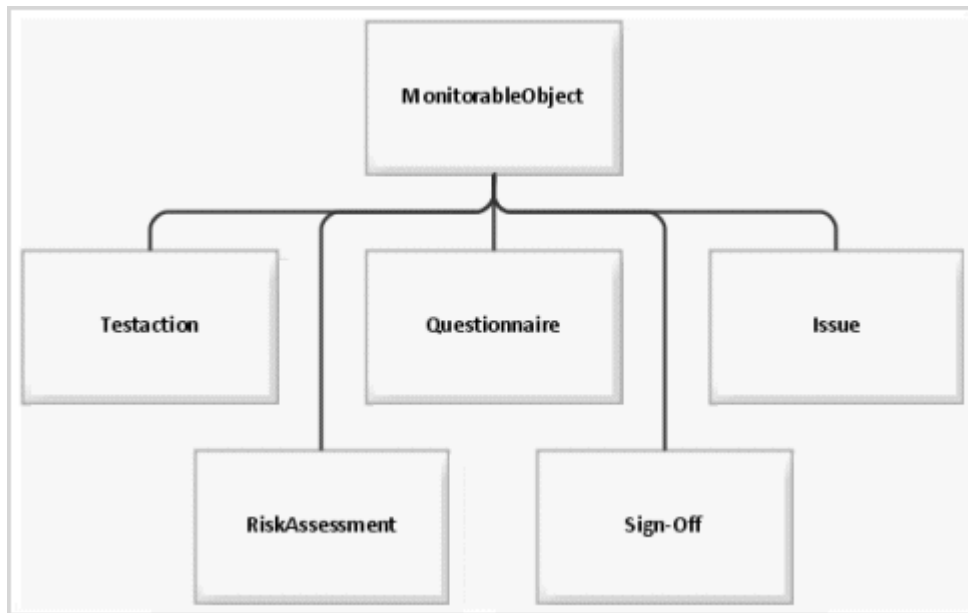 MonitorableObject
Testaction
Questionnaire
Issue
RiskAssessment
Sign-Off